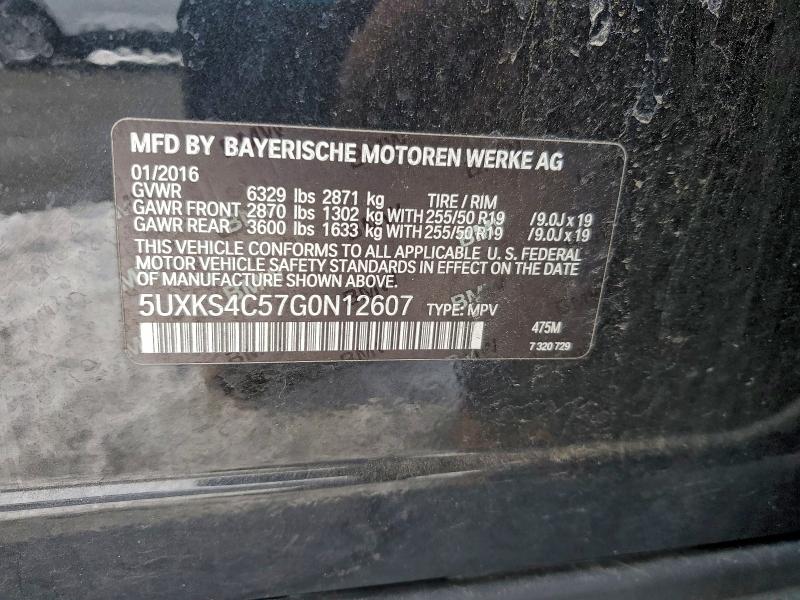 MFD BY BAYERISCHE MOTOREN WERKE AG
01/2016
GVWR 6329 lbs 2871 kg TIRE / RIM
GAWR FRONT 2870 lbs 1302 kg WITH 255/50 R19 /9.0J x 19
GAWR REAR 3600 lbs 1633 kg WITH 255/50 R19 /9.0J x 19
THIS VEHICLE CONFORMS TO ALL APPLICABLE U. S. FEDERAL
MOTOR VEHICLE SAFETY STANDARDS IN EFFECT ON THE DATE
OF MANUFACTURE SHOWN ABOVE.
5UXKS4C57G0N12607 TYPE: MPV
475M
7 320 729